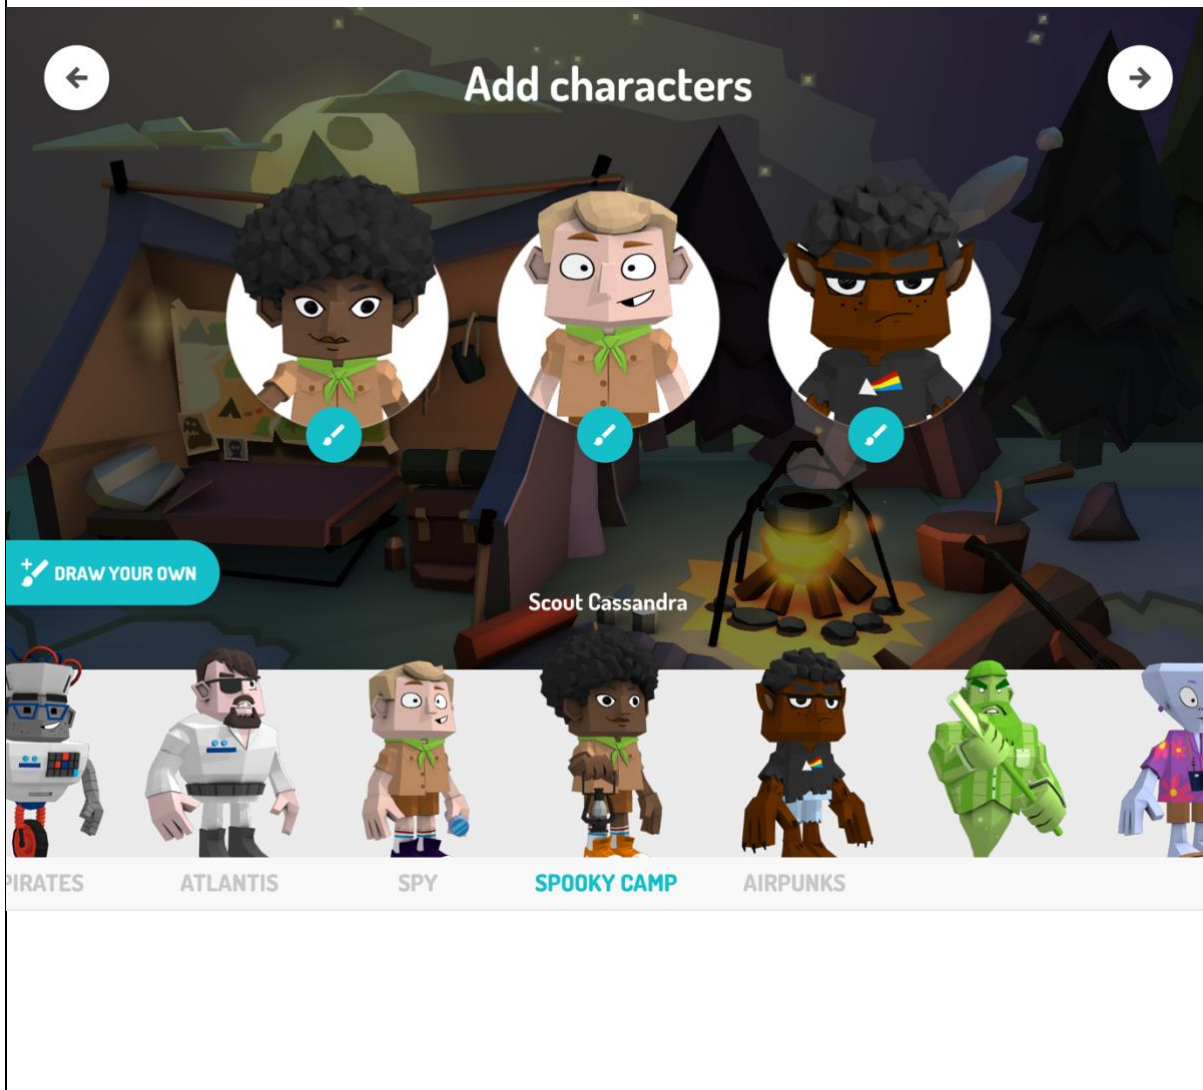 Add characters
DRAW YOUR OWN
Scout Cassandra
PIRATES ATLANTIS SPY SPOOKY CAMP AIRPUNKS